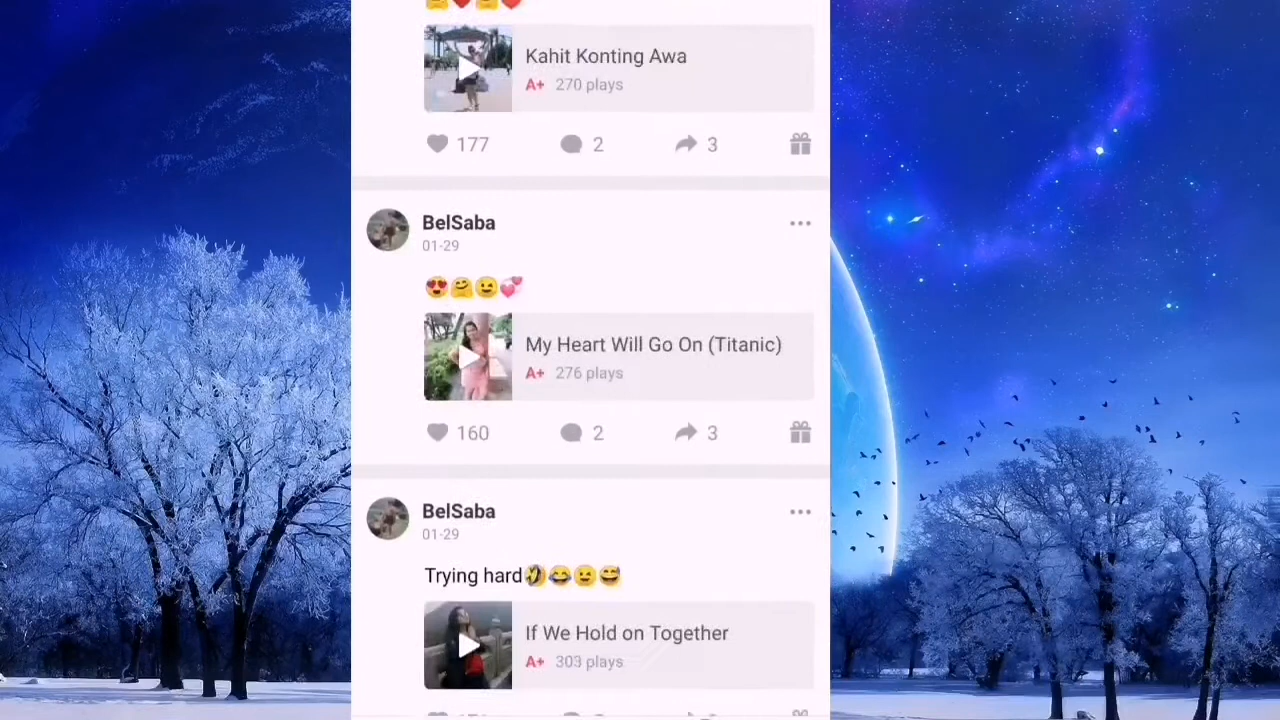 Kahit Konting Awa
A+ 270 plays
177 2 3
BelSaba
01-29
My Heart Will Go On (Titanic)
A+ 276 plays
160 2 3
BelSaba
01-29
Trying hard
If We Hold on Together
A+ 303 plays